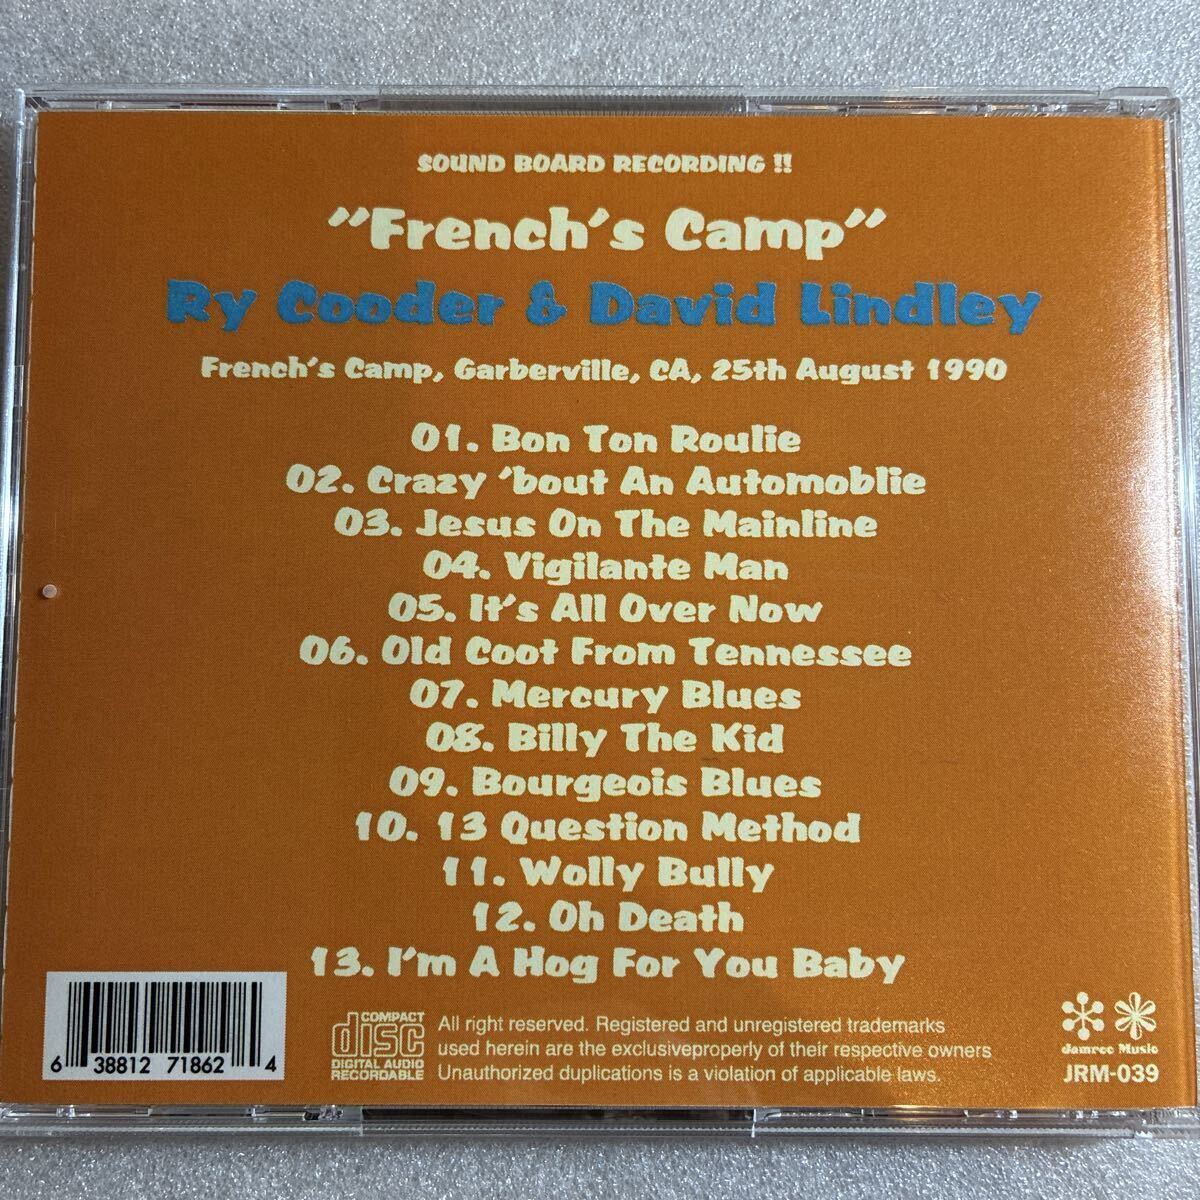 SOUND BOARD RECORDING !!
"French's Camp"
Ry Cooder & David Lindley
French's Camp, Garberville, CA, 25th August 1990
01. Bon Ton Roulie
02. Crazy 'bout An Automoblie
03. Jesus On The Mainline
04. Vigilante Man
05. It's All Over Now
06. Old Coot From Tennessee
07. Mercury Blues
08. Billy The Kid
09. Bourgeois Blues
10. 13 Question Method
11. Wolly Bully
12. Oh Death
13. I'm A Hog For You Baby
6 38812 71862 4
COMPACT
disc
DIGITAL AUDIO
RECORDABLE
All right reserved. Registered and unregistered trademarks
used herein are the exclusiveproperly of their respective owners
Unauthorized duplications is a violation of applicable laws.
Jamree Music
JRM-039